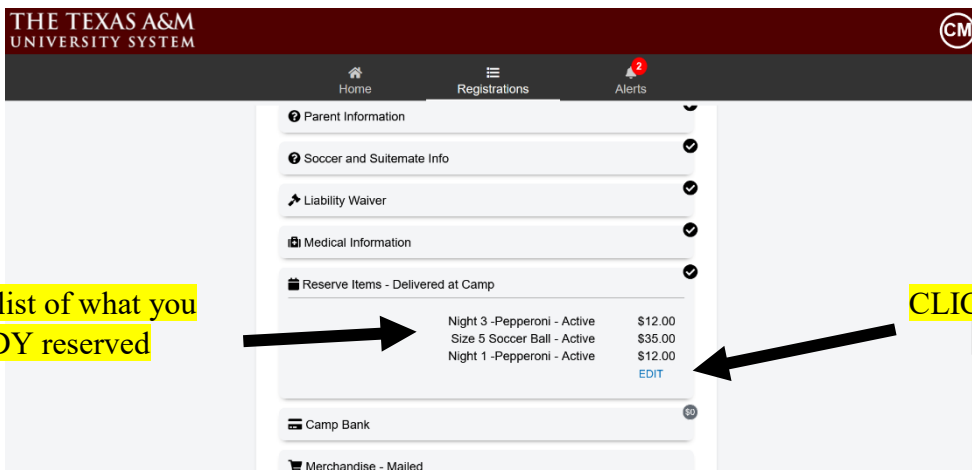 THE TEXAS A&M
UNIVERSITY SYSTEM
CM
Home
Registrations
2
Alerts
Parent Information
Soccer and Suitemate Info
Liability Waiver
Medical Information
Reserve Items - Delivered at Camp
list of what you
DY reserved
Night 3 -Pepperoni - Active $12.00
Size 5 Soccer Ball - Active $35.00
Night 1 -Pepperoni - Active $12.00
EDIT
CLIC
Camp Bank
$0
Merchandise - Mailed